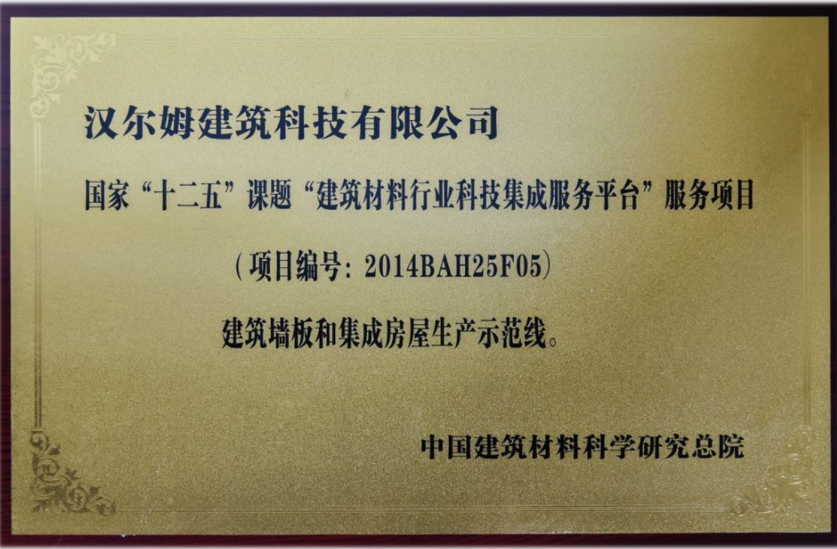 汉尔姆建筑科技有限公司
国家“十二五”课题“建筑材料行业科技集成服务平台”服务项目
（项目编号：2014BAH25F05）
建筑墙板和集成房屋生产示范线。
中国建筑材料科学研究总院